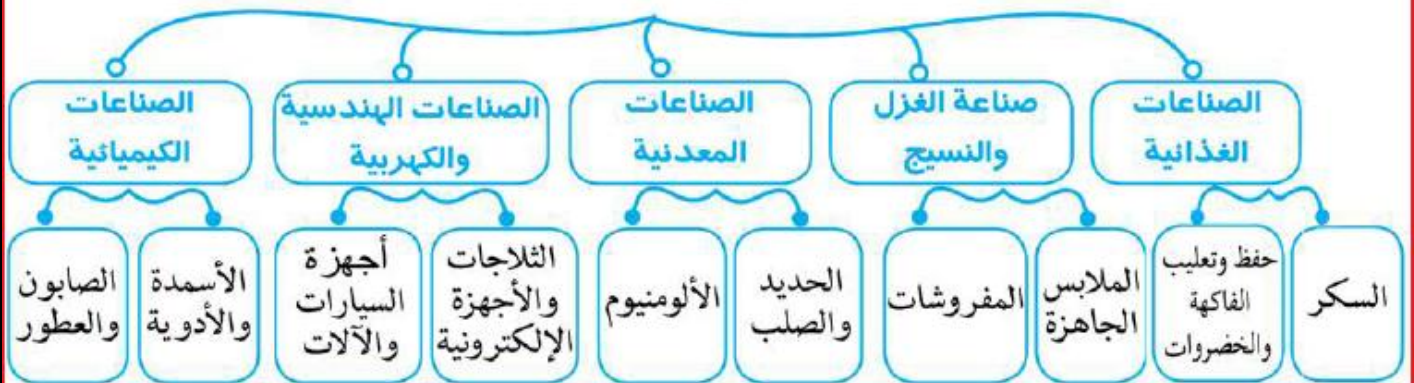 الصناعات
الغذائية
صناعة الغزل
والنسيج
الصناعات
المعدنية
الصناعات الهندسية
والكهربية
الصناعات
الكيميائية
السكر
حفظ وتعليب
الفاكهة
والخضروات
الملابس
الجاهزة
المفروشات
الحديد
والصلب
الألومنيوم
الثلاجات
والأجهزة
الإلكترونية
أجهزة
السيارات
والآلات
الأسمدة
والأدوية
الصابون
والعطور